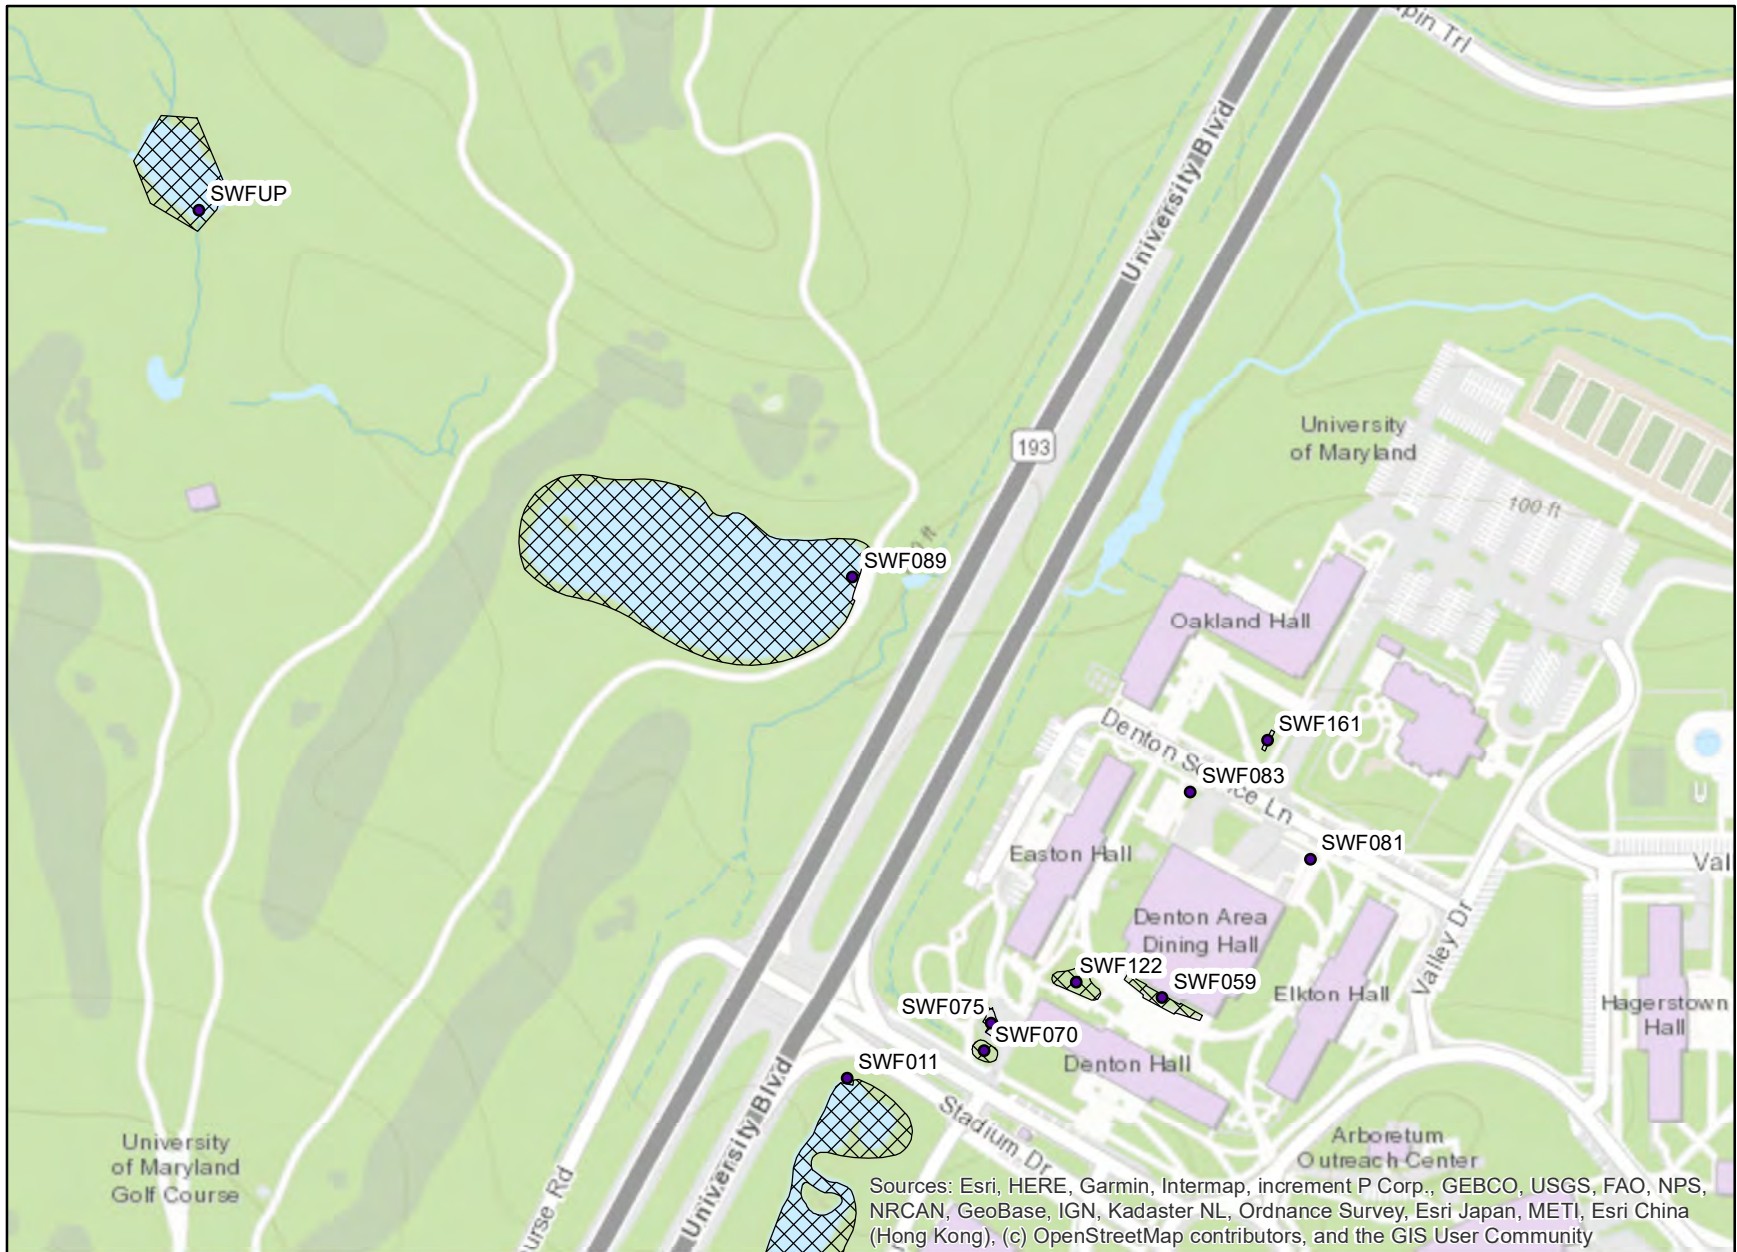 University Blvd
SWFUP
193
University
of Maryland
100 ft
SWF089
ft
Oakland Hall
SWF161
Denton S
ce Ln
SWF083
SWF081
Easton Hall
Val
Denton Area
Dining Hall
Valley Dr
SWF122
SWF059
Elkton Hall
Hagerstown
Hall
SWF075
SWF070
Denton Hall
SWF011
University Blvd
Stadium Dr
University
of Maryland
Golf Course
Arboretum
Outreach Center
urse Rd
Sources: Esri, HERE, Garmin, Intermap, increment P Corp., GEBCO, USGS, FAO, NPS,
NRCAN, GeoBase, IGN, Kadaster NL, Ordnance Survey, Esri Japan, METI, Esri China
(Hong Kong), (c) OpenStreetMap contributors, and the GIS User Community